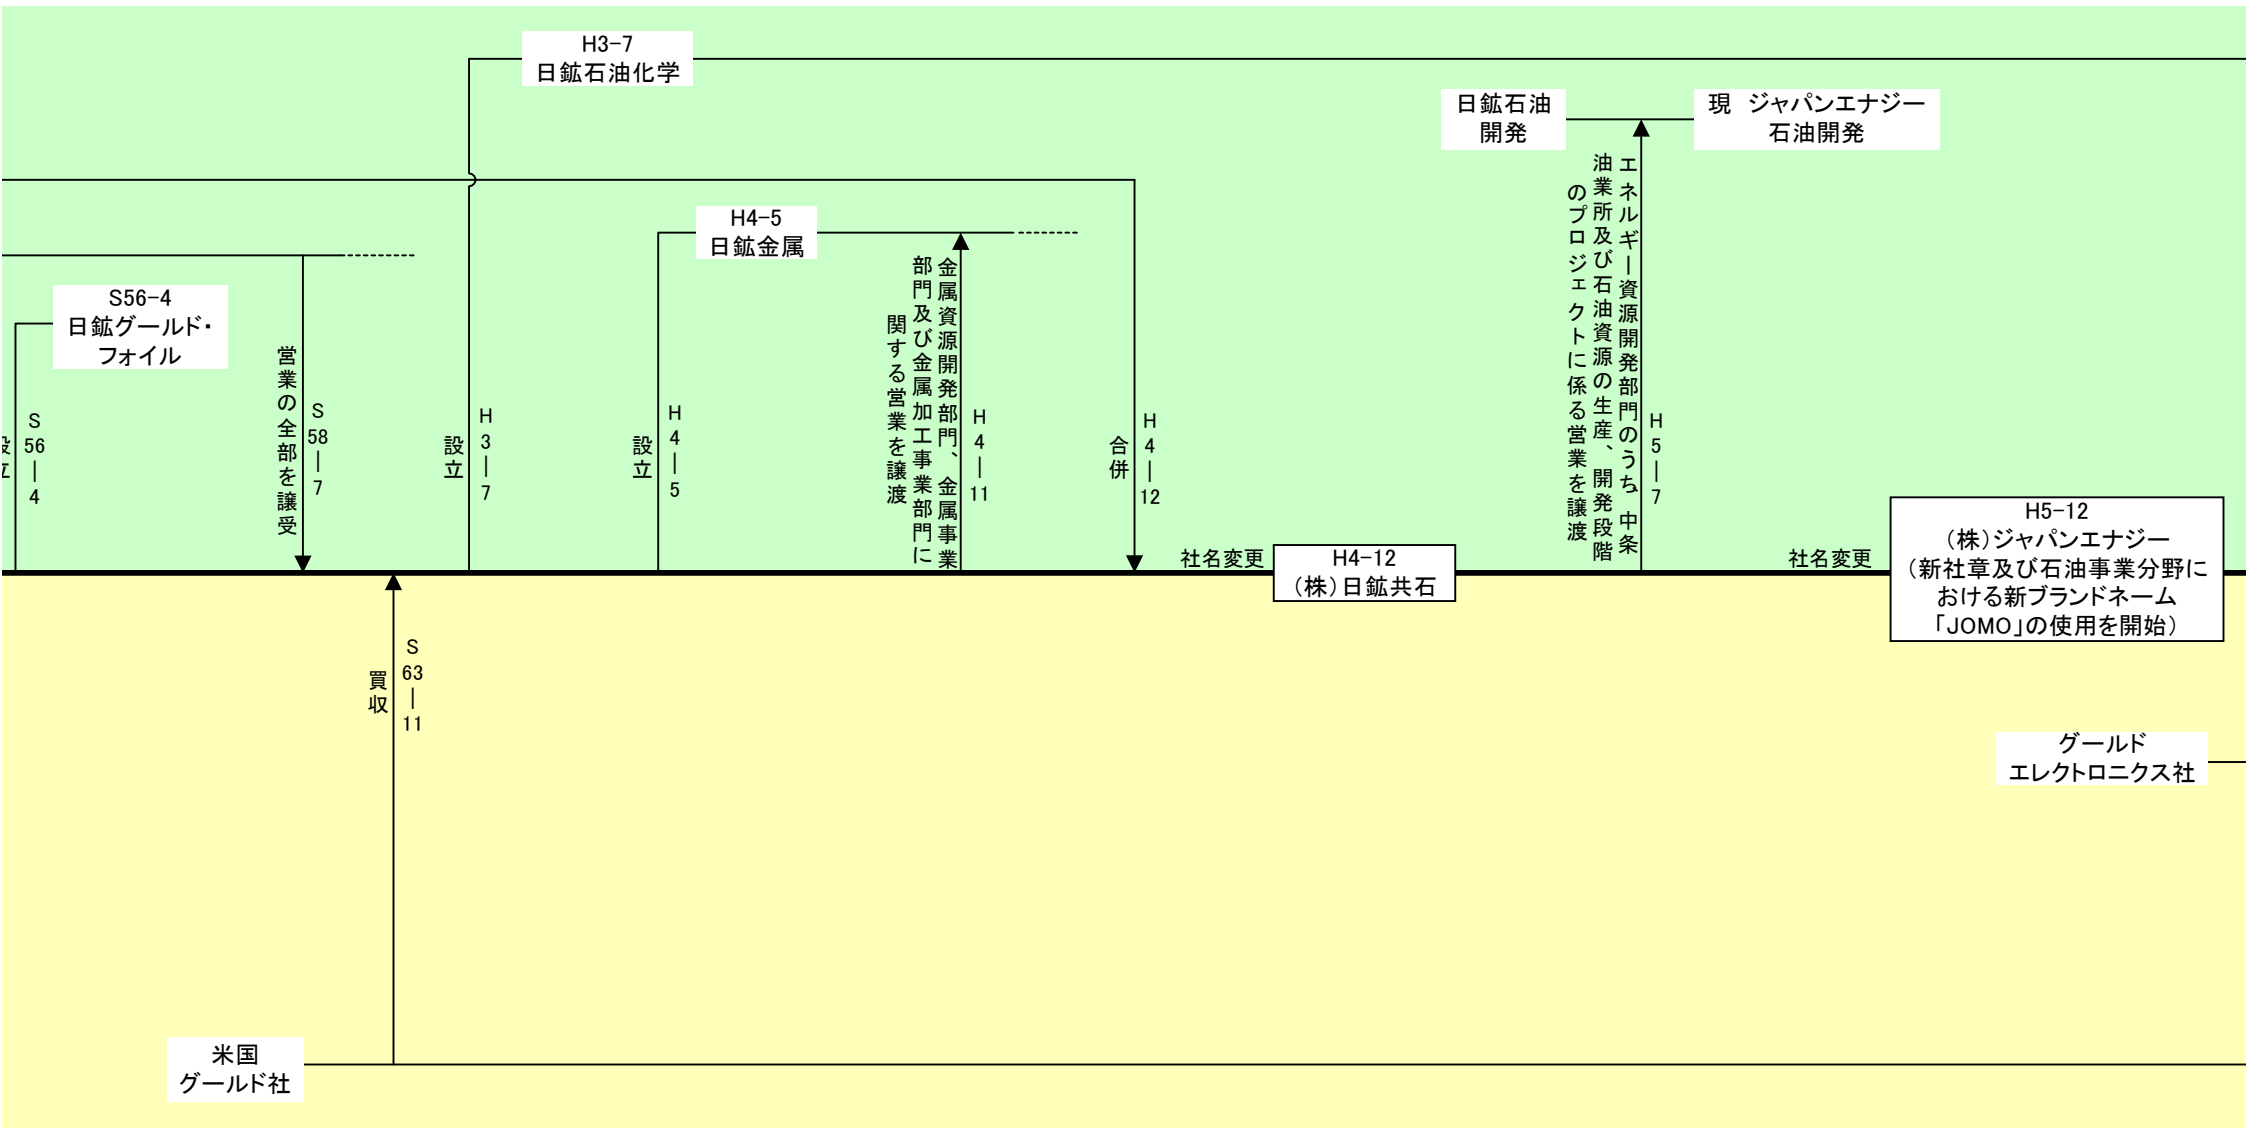 H3-7
日鉱石油化学
日鉱石油
開発
現　ジャパンエナジー
石油開発
エネルギー資源開発部門のうち、中条
油業所及び石油資源の生産、開発段階
のプロジェクトに係る営業を譲渡
H5-7
H4-5
日鉱金属
金属資源開発部門、金属事業
部門及び金属加工事業部門に
関する営業を譲渡
H4-11
S56-4
日鉱グールド・
フォイル
設立
S56-4
営業の全部を譲受
S58-7
設立
H3-7
設立
H4-5
合併
H4-12
社名変更
H4-12
(株)日鉱共石
社名変更
H5-12
(株)ジャパンエナジー
(新社章及び石油事業分野に
おける新ブランドネーム
「JOMO」の使用を開始)
買収
S63-11
グールド
エレクトロニクス社
米国
グールド社